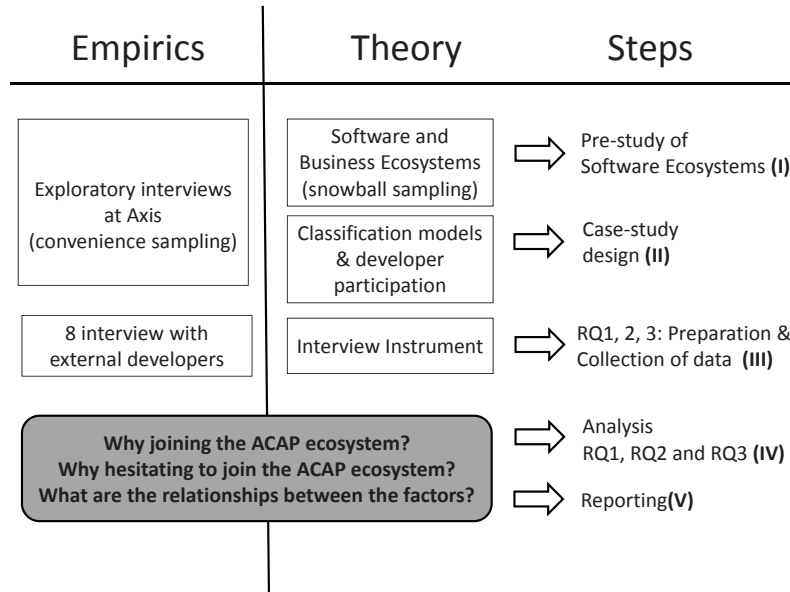 Empirics
Theory
Steps
Exploratory interviews
at Axis
(convenience sampling)
Software and
Business Ecosystems
(snowball sampling)
Pre-study of
Software Ecosystems (I)
Classification models
& developer
participation
Case-study
design (II)
8 interview with
external developers
Interview Instrument
RQ1, 2, 3: Preparation &
Collection of data (III)
Why joining the ACAP ecosystem?
Why hesitating to join the ACAP ecosystem?
What are the relationships between the factors?
Analysis
RQ1, RQ2 and RQ3 (IV)
Reporting(V)